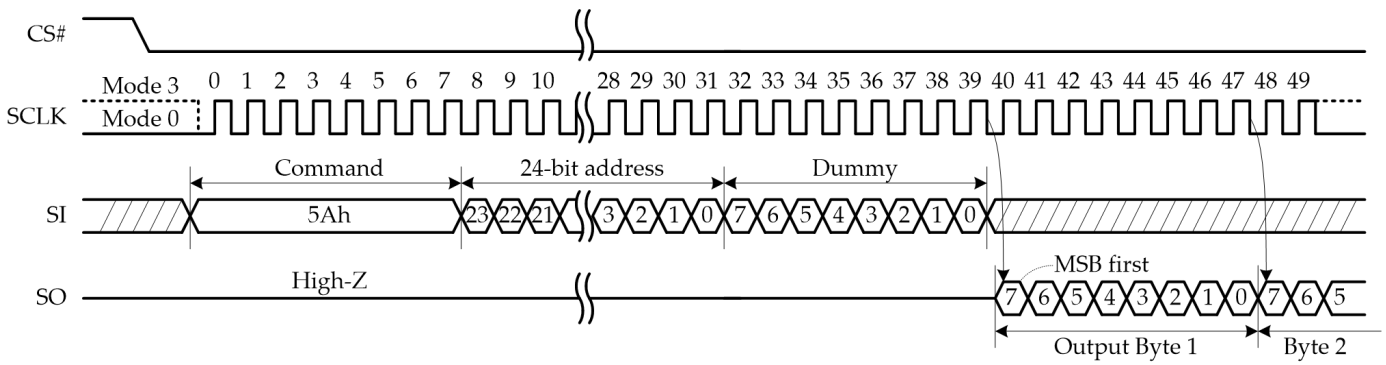 CS#
0 1 2 3 4 5 6 7 8 9 10 28 29 30 31 32 33 34 35 36 37 38 39 40 41 42 43 44 45 46 47 48 49
Mode 3
SCLK Mode 0
Command 24-bit address Dummy
SI 5Ah 23 22 21 3 2 1 0 7 6 5 4 3 2 1 0
High-Z MSB first
SO 7 6 5 4 3 2 1 0 7 6 5
Output Byte 1 Byte 2